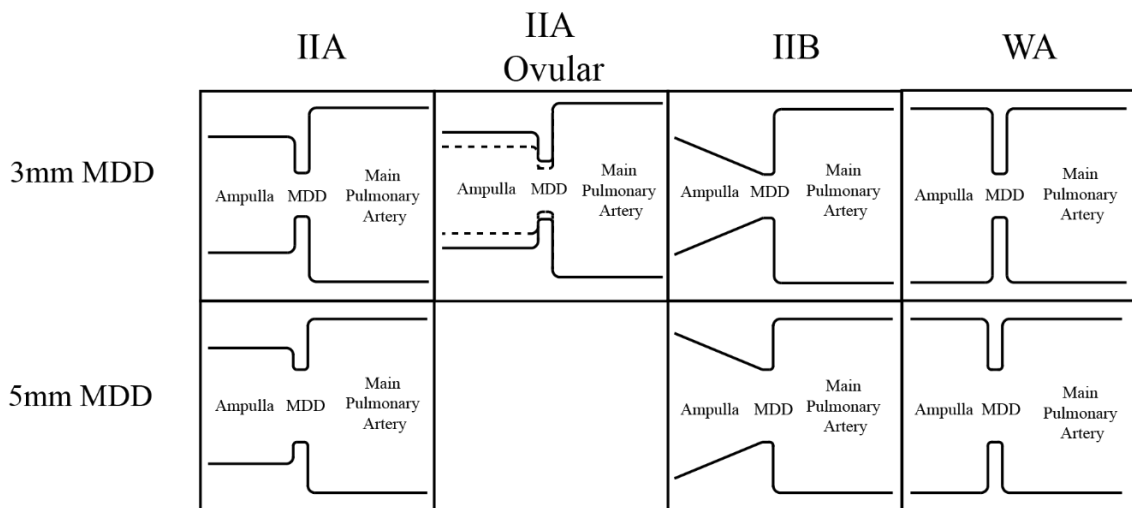 IIA
IIA
Ovular
IIB
WA
3mm MDD
Ampulla MDD
Main
Pulmonary
Artery
Ampulla MDD
Main
Pulmonary
Artery
Ampulla MDD
Main
Pulmonary
Artery
Ampulla MDD
Main
Pulmonary
Artery
5mm MDD
Ampulla MDD
Main
Pulmonary
Artery
Ampulla MDD
Main
Pulmonary
Artery
Ampulla MDD
Main
Pulmonary
Artery